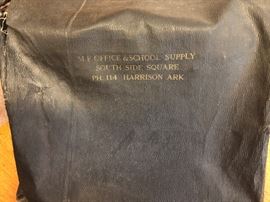 OFFICE & SCHOOL SUPPLY
SOUTH SIDE SQUARE
PH. 114 HARRISON ARK